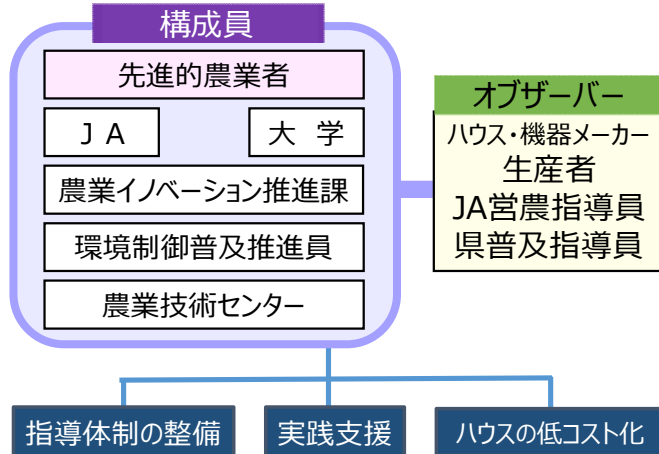 構成員
先進的農業者
JA
大 学
農業イノベーション推進課
環境制御普及推進員
農業技術センター
オブザーバー
ハウス・機器メーカー
生産者
JA営農指導員
県普及指導員
指導体制の整備
実践支援
ハウスの低コスト化